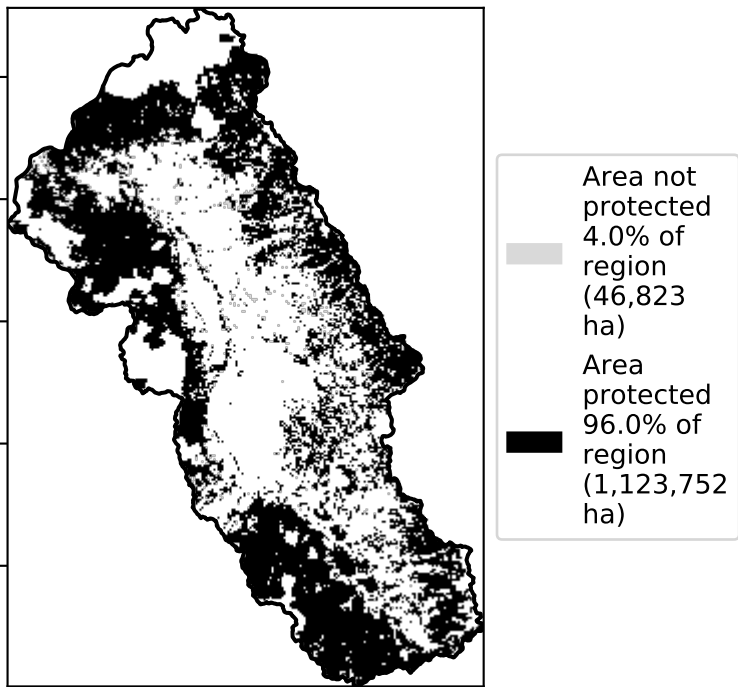 Area not
protected
4.0% of
region
(46,823
ha)
Area
protected
96.0% of
region
(1,123,752
ha)